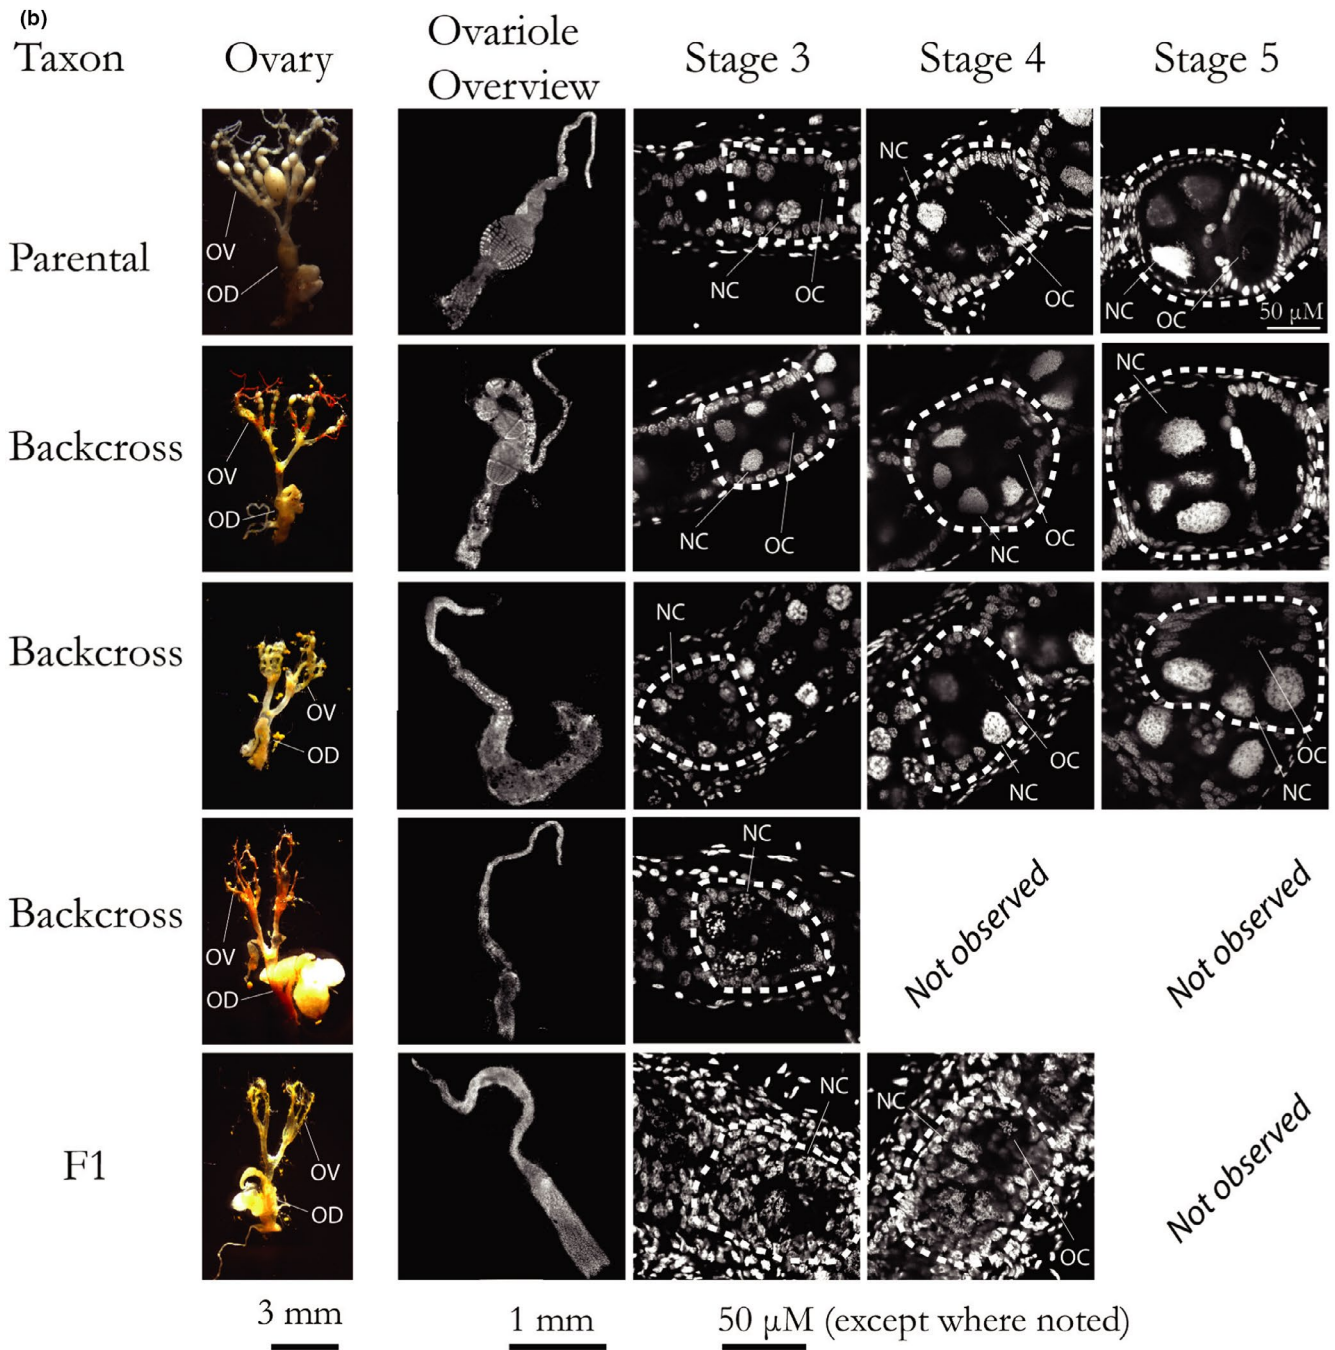 (b)
Taxon
Ovary
Ovariole
Overview
Stage 3
Stage 4
Stage 5
Parental
OV
OD
NC
OC
NC
OC
NC
OC
50 µM
Backcross
OV
OD
NC
OC
NC
OC
NC
Backcross
OV
OD
NC
OC
NC
OC
NC
Backcross
OV
OD
NC
Not observed
Not observed
F1
OV
OD
NC
NC
OC
Not observed
3 mm
1 mm
50 µM (except where noted)